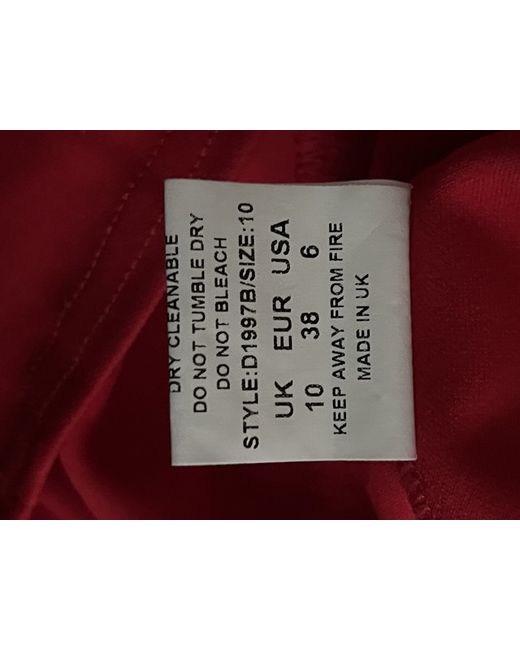 DRY CLEANABLE
DO NOT TUMBLE DRY
DO NOT BLEACH
STYLE:D1997B/SIZE:10
UK EUR USA
10 38 6
KEEP AWAY FROM FIRE
MADE IN UK